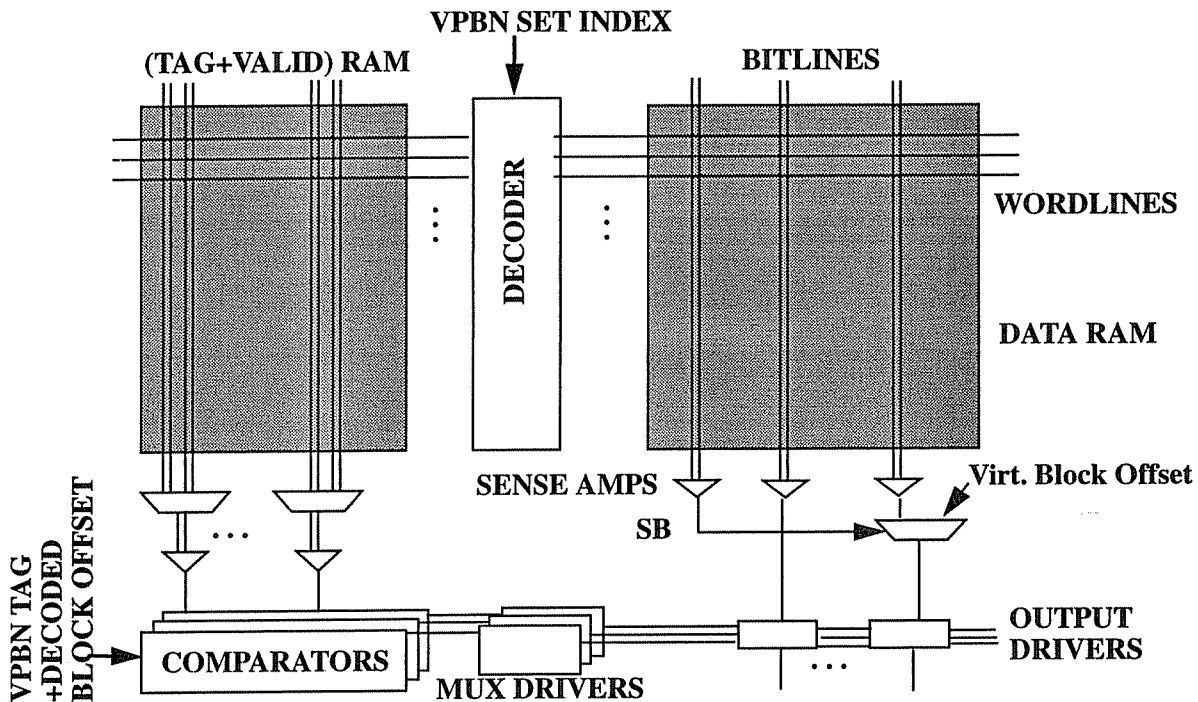 VPBN SET INDEX
(TAG+VALID) RAM
BITLINES
DECODER
WORDLINES
DATA RAM
SENSE AMPS
Virt. Block Offset
SB
VPBN TAG
+DECODED
BLOCK OFFSET
COMPARATORS
MUX DRIVERS
OUTPUT
DRIVERS